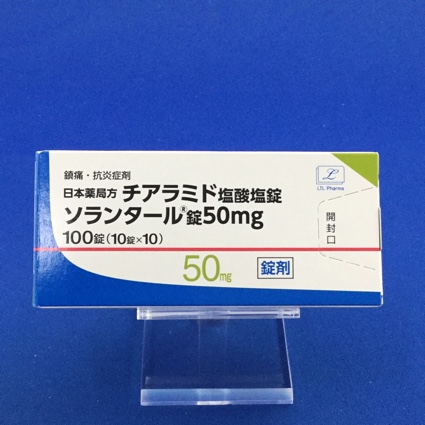 鎮痛・抗炎症剤
日本薬局方 チアラミド塩酸塩錠
ソランタール®錠50mg
100錠(10錠×10)
50mg
錠剤
LTL Pharma
開封口